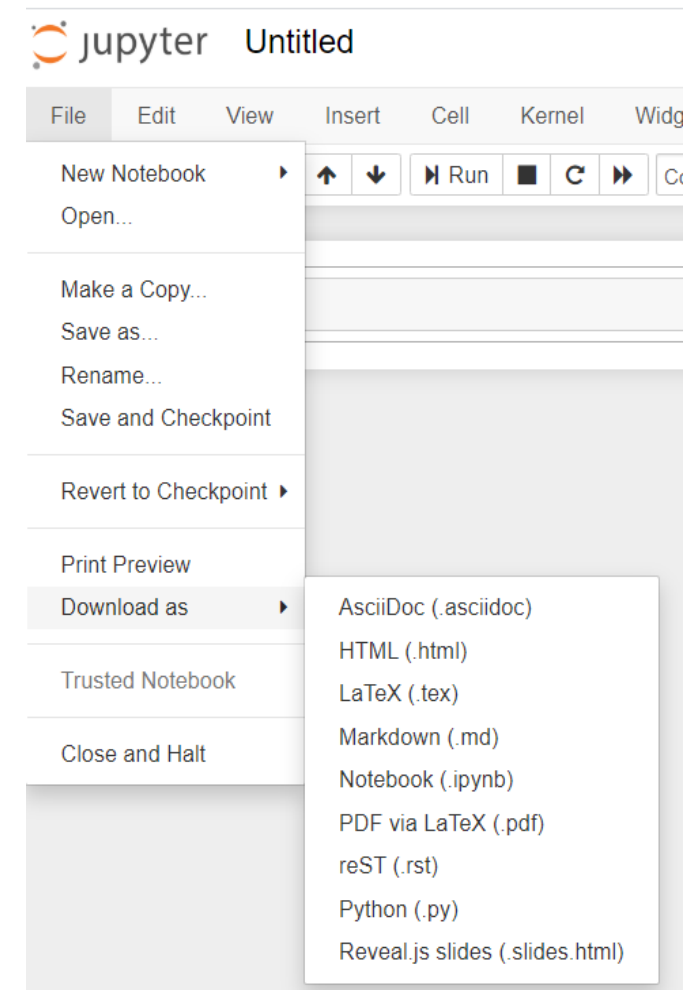 jupyter Untitled
File Edit View Insert Cell Kernel Widg
New Notebook
Run
Open...
Make a Copy...
Save as...
Rename...
Save and Checkpoint
Revert to Checkpoint
Print Preview
Download as
Trusted Notebook
Close and Halt
AsciiDoc (.asciidoc)
HTML (.html)
LaTeX (.tex)
Markdown (.md)
Notebook (.ipynb)
PDF via LaTeX (.pdf)
reST (.rst)
Python (.py)
Reveal.js slides (.slides.html)